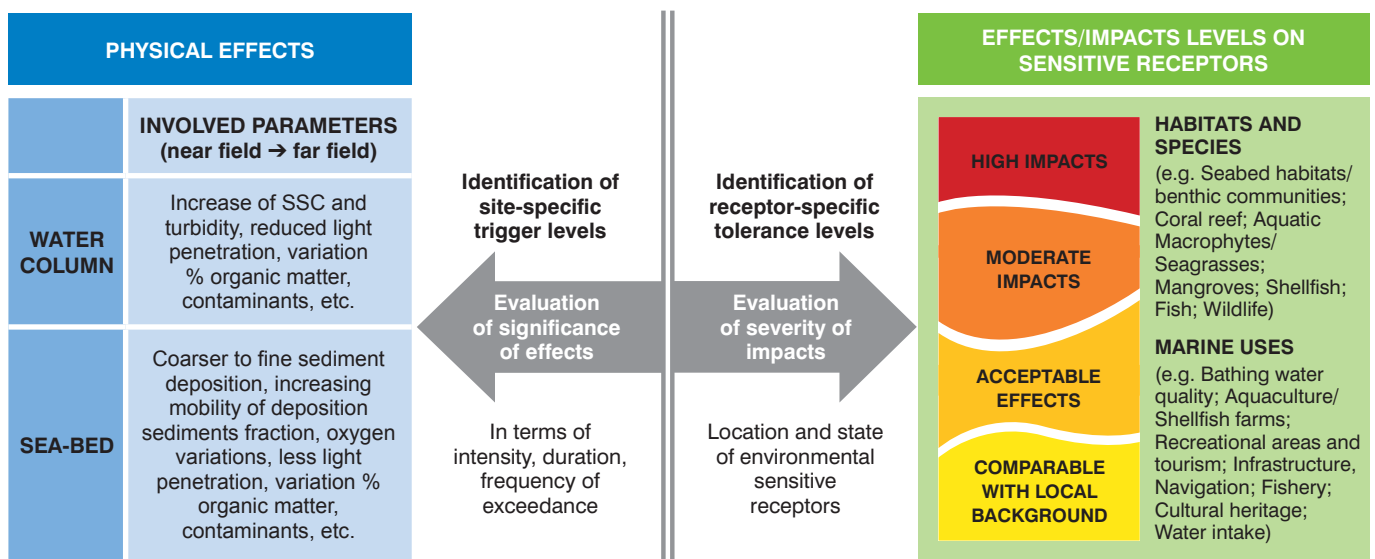 PHYSICAL EFFECTS
INVOLVED PARAMETERS
(near field ➔ far field)
WATER
COLUMN
Increase of SSC and
turbidity, reduced light
penetration, variation
% organic matter,
contaminants, etc.
SEA-BED
Coarser to fine sediment
deposition, increasing
mobility of deposition
sediments fraction, oxygen
variations, less light
penetration, variation %
organic matter,
contaminants, etc.
Identification of
site-specific
trigger levels
Evaluation
of significance
of effects
In terms of
intensity, duration,
frequency of
exceedance
Identification of
receptor-specific
tolerance levels
Evaluation
of severity of
impacts
Location and state
of environmental
sensitive
receptors
EFFECTS/IMPACTS LEVELS ON
SENSITIVE RECEPTORS
HIGH IMPACTS
MODERATE
IMPACTS
ACCEPTABLE
EFFECTS
COMPARABLE
WITH LOCAL
BACKGROUND
HABITATS AND
SPECIES
(e.g. Seabed habitats/
benthic communities;
Coral reef; Aquatic
Macrophytes/
Seagrasses;
Mangroves; Shellfish;
Fish; Wildlife)
MARINE USES
(e.g. Bathing water
quality; Aquaculture/
Shellfish farms;
Recreational areas and
tourism; Infrastructure,
Navigation; Fishery;
Cultural heritage;
Water intake)